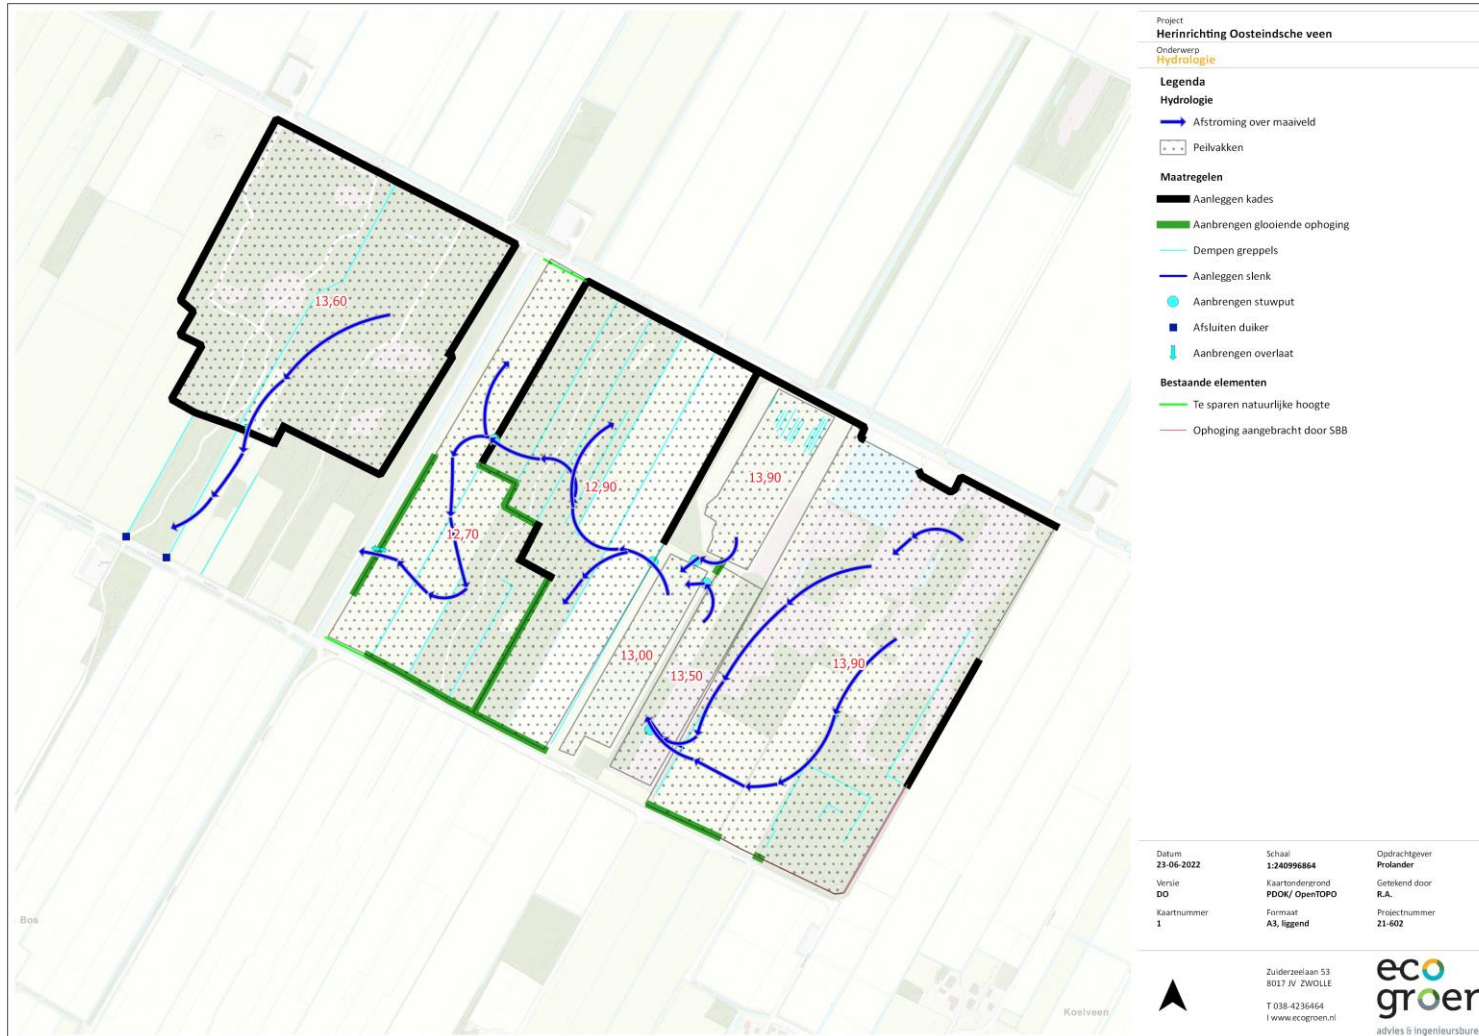 13,60
12,90
13,90
12,70
13,00
13,50
13,90
Bos
Koelveen
Project
Herinrichting Oosteindsche veen
Onderwerp
Hydrologie
Legenda
Hydrologie
Afstroming over maaiveld
Peilvakken
Maatregelen
Aanleggen kades
Aanbrengen glooiende ophoging
Dempen greppels
Aanleggen slenk
Aanbrengen stuwput
Afsluiten duiker
Aanbrengen overlaat
Bestaande elementen
Te sparen natuurlijke hoogte
Ophoging aangebracht door SBB
Datum Schaal Opdrachtgever
23-06-2022 1:240996864 Prolander
Versie Kaartondergrond Getekend door
DO PDOK/ OpenTOPO R.A.
Kaartnummer Formaat Projectnummer
1 A3, liggend 21-602
Zuiderzeelaan 53
8017 JV ZWOLLE
T 038-4236464
I www.ecogroen.nl
eco
groen
advies & ingenieursbure